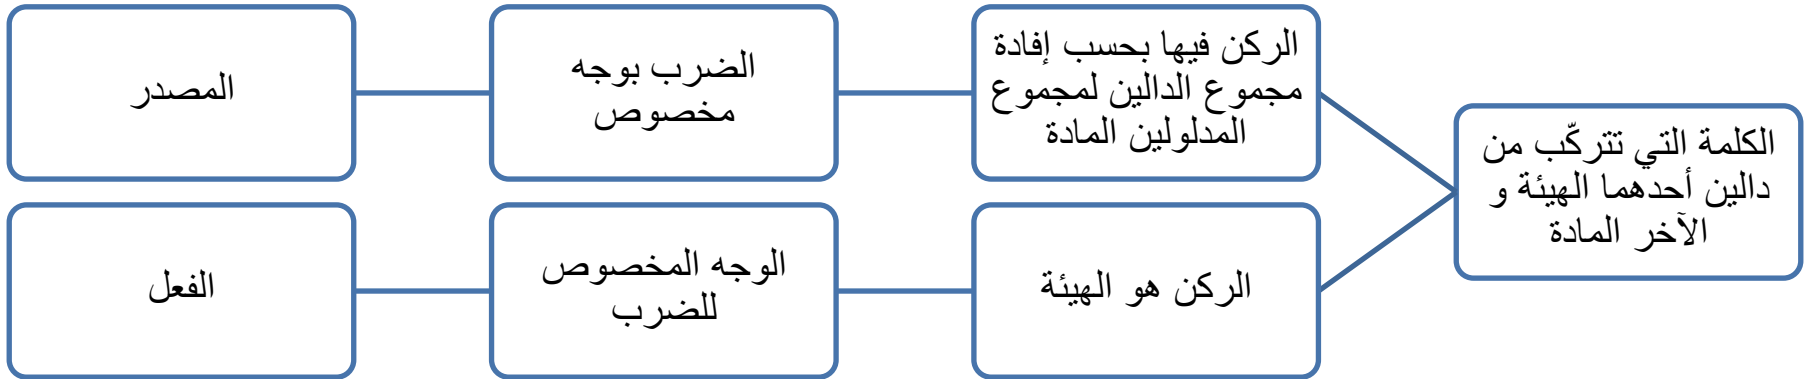 الكلمة التي تتركّب من
دالين أحدهما الهيئة و
الآخر المادة
الركن فيها بحسب إفادة
مجموع الدالين لمجموع
المدلولين المادة
الضرب بوجه
مخصوص
المصدر
الركن هو الهيئة
الوجه المخصوص
للضرب
الفعل